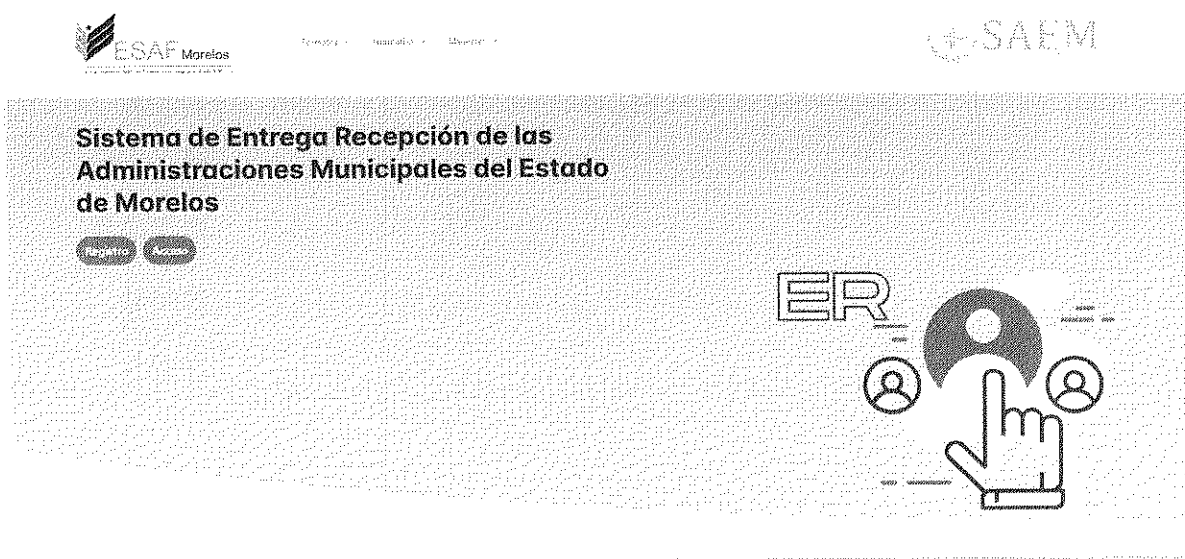 ESAF Morelos
SAEM
Sistema de Entrega Recepción de las
Administraciones Municipales del Estado
de Morelos
Registro Acceso
ER